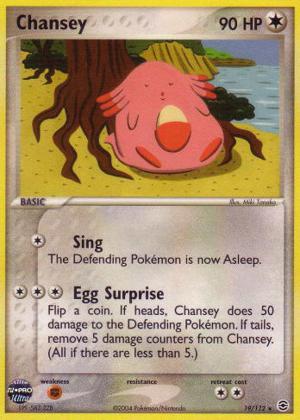 Chansey 90 HP
BASIC
Illus. Miki Tanaka
Sing
The Defending Pokémon is now Asleep.
Egg Surprise
Flip a coin. If heads, Chansey does 50
damage to the Defending Pokémon. If tails,
remove 5 damage counters from Chansey.
(All if there are less than 5.)
weakness resistance retreat cost
©2004 Pokémon/Nintendo
19/112 ★